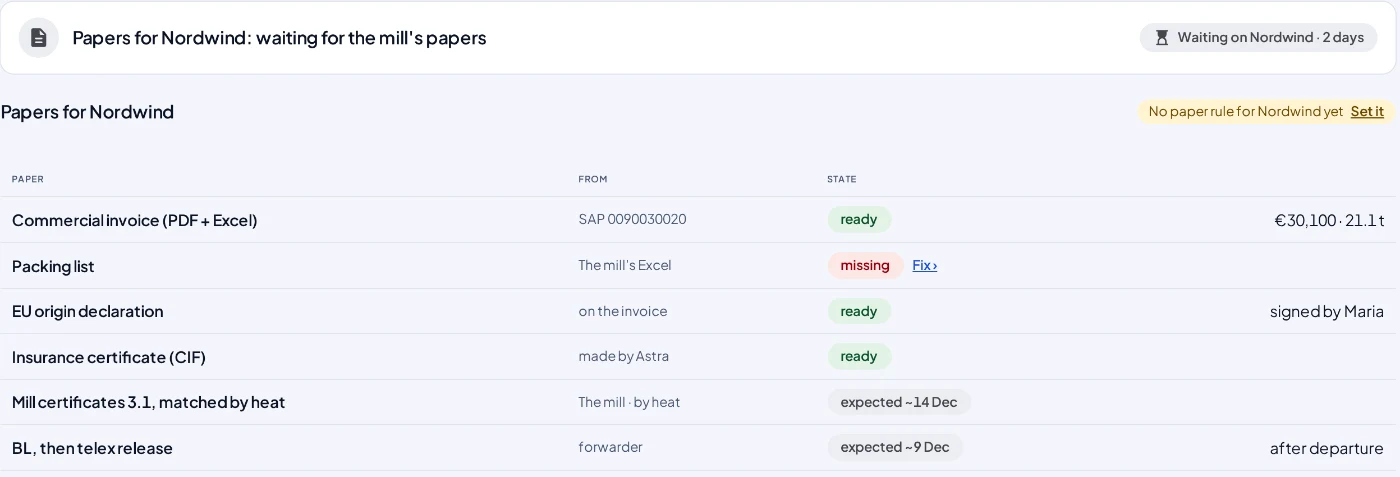 Papers for Nordwind: waiting for the mill's papers
Waiting on Nordwind · 2 days
Papers for Nordwind
No paper rule for Nordwind yet Set it
PAPER FROM STATE
Commercial invoice (PDF + Excel) SAP 0090030020 ready €30,100 · 21.1 t
Packing list The mill's Excel missing Fix ›
EU origin declaration on the invoice ready signed by Maria
Insurance certificate (CIF) made by Astra ready
Mill certificates 3.1, matched by heat The mill · by heat expected ~14 Dec
BL, then telex release forwarder expected ~9 Dec after departure